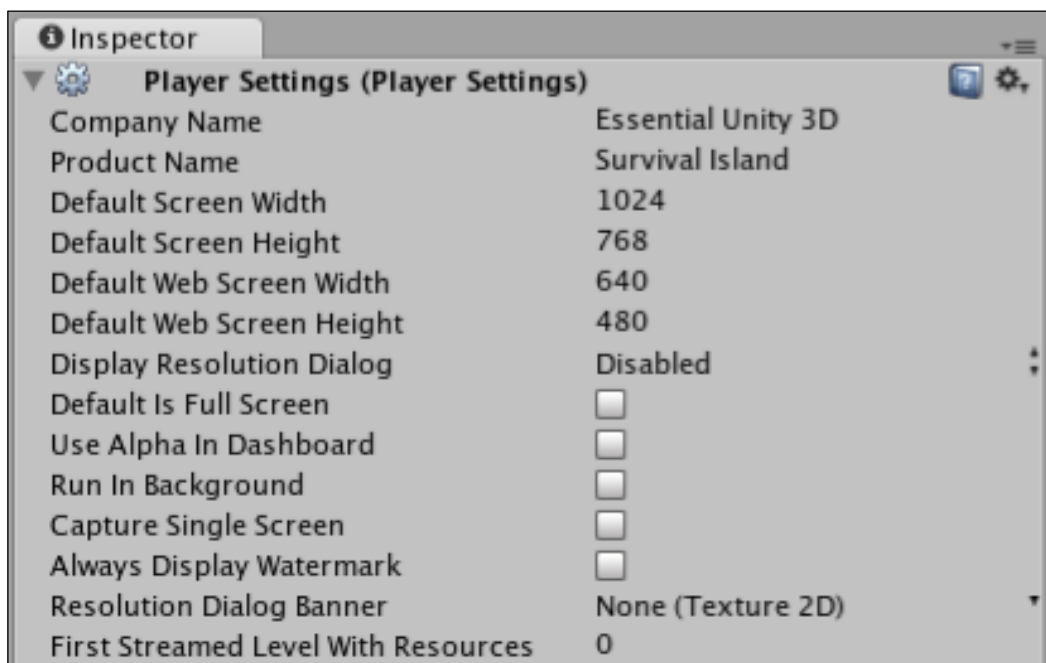 Inspector
Player Settings (Player Settings)
Company Name Essential Unity 3D
Product Name Survival Island
Default Screen Width 1024
Default Screen Height 768
Default Web Screen Width 640
Default Web Screen Height 480
Display Resolution Dialog Disabled
Default Is Full Screen
Use Alpha In Dashboard
Run In Background
Capture Single Screen
Always Display Watermark
Resolution Dialog Banner None (Texture 2D)
First Streamed Level With Resources 0